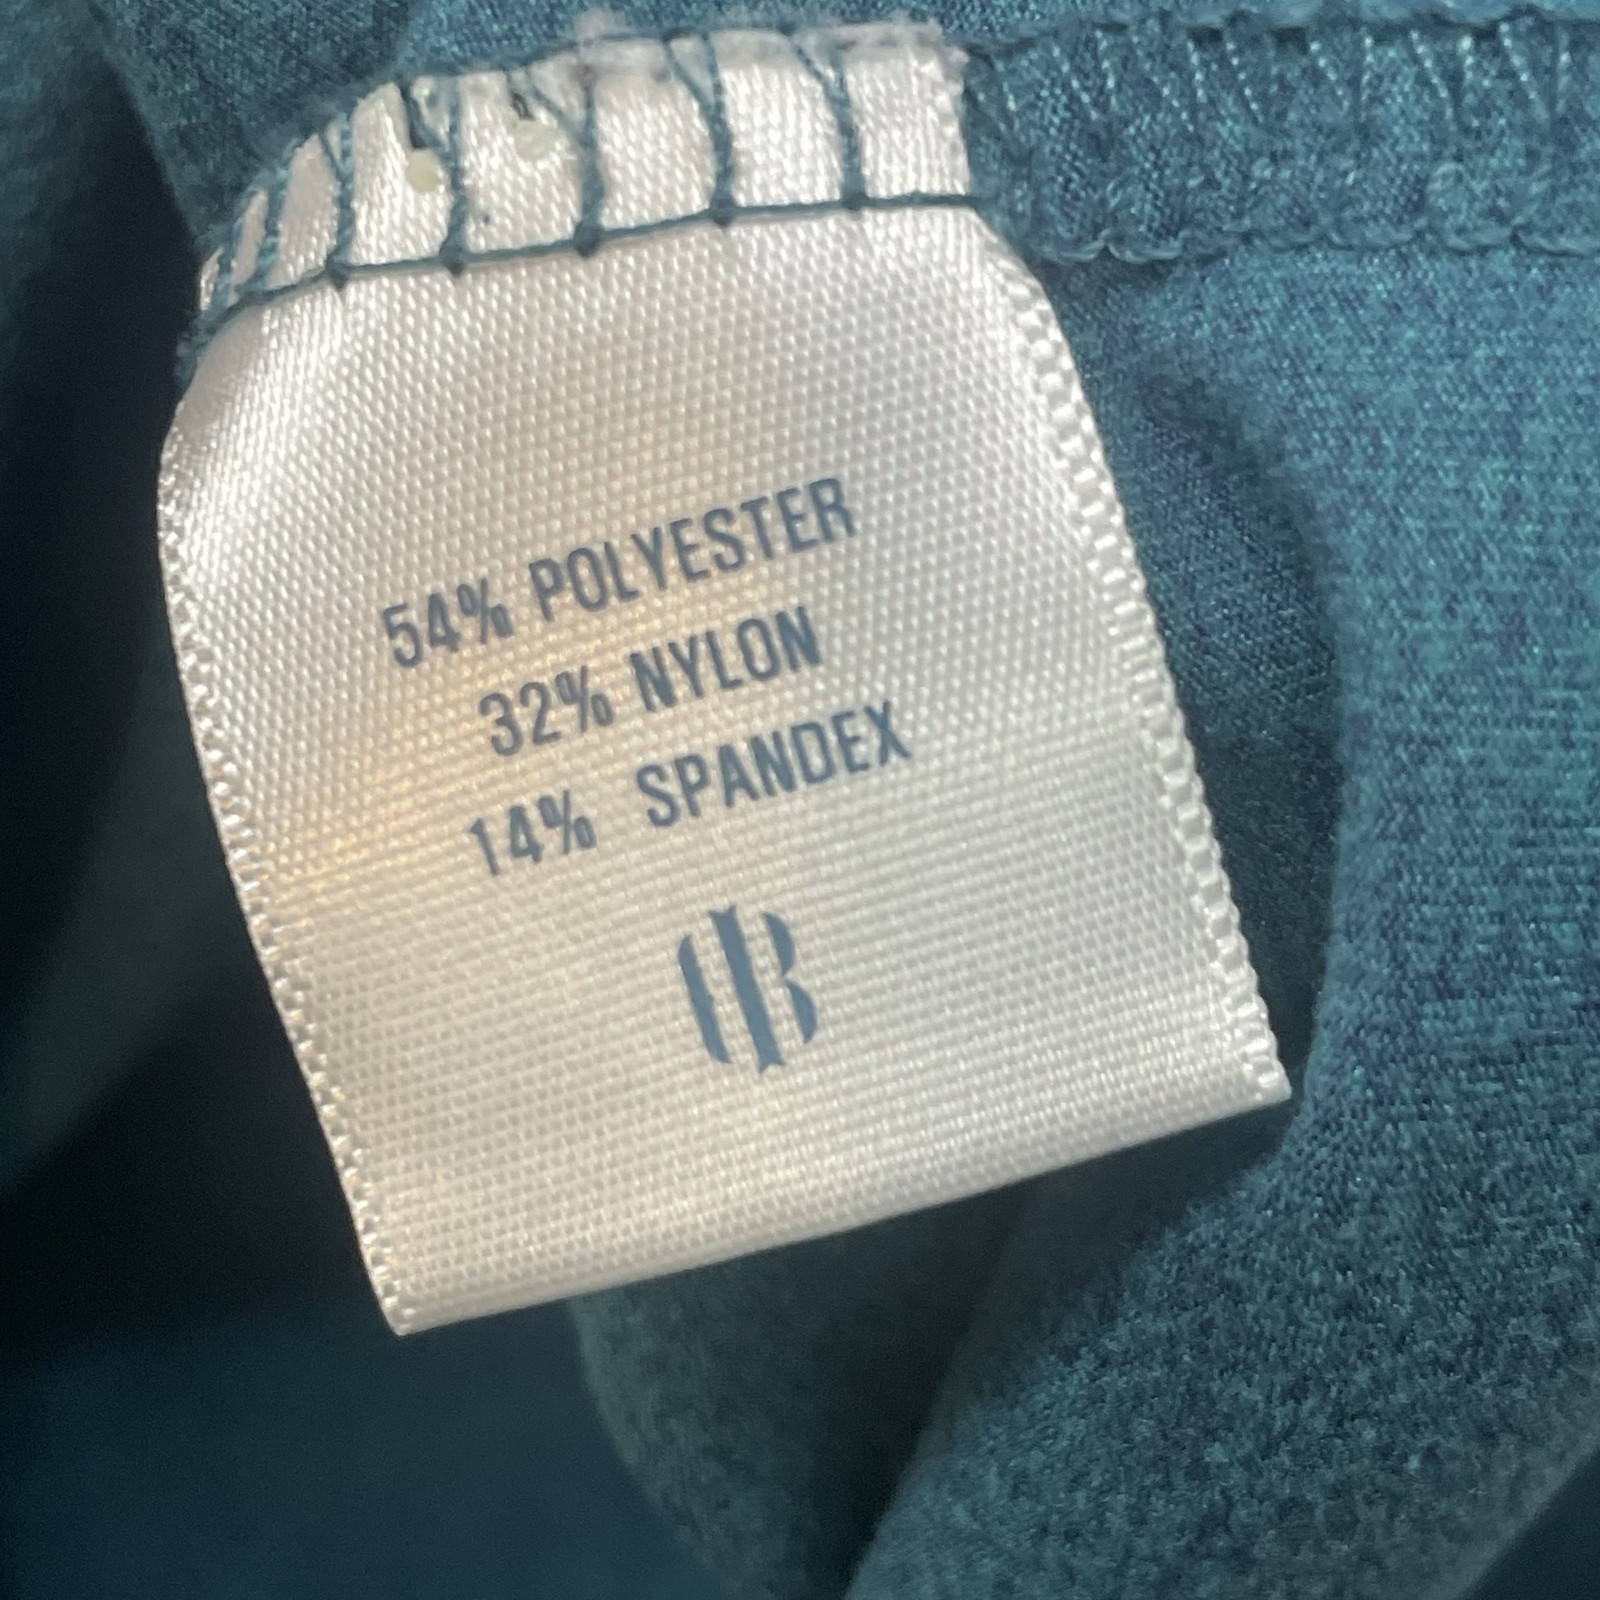 54% POLYESTER
32% NYLON
14% SPANDEX